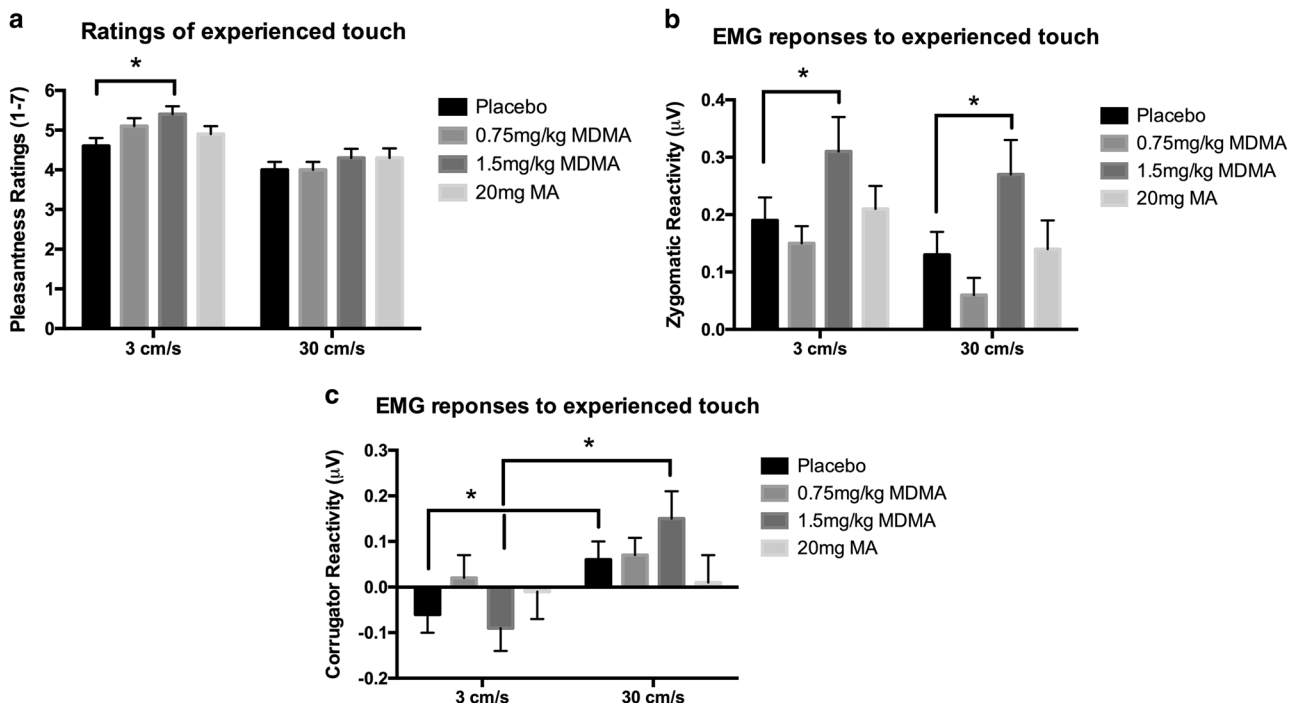 a
Ratings of experienced touch
*
Pleasantness Ratings (1-7)
6
5
4
3
2
1
0
3 cm/s
30 cm/s
Placebo
0.75mg/kg MDMA
1.5mg/kg MDMA
20mg MA
b
EMG reponses to experienced touch
*
*
Zygomatic Reactivity (μV)
0.4
0.3
0.2
0.1
0.0
3 cm/s
30 cm/s
Placebo
0.75mg/kg MDMA
1.5mg/kg MDMA
20mg MA
c
EMG reponses to experienced touch
*
*
Corrugator Reactivity (μV)
0.3
0.2
0.1
0.0
-0.1
-0.2
3 cm/s
30 cm/s
Placebo
0.75mg/kg MDMA
1.5mg/kg MDMA
20mg MA